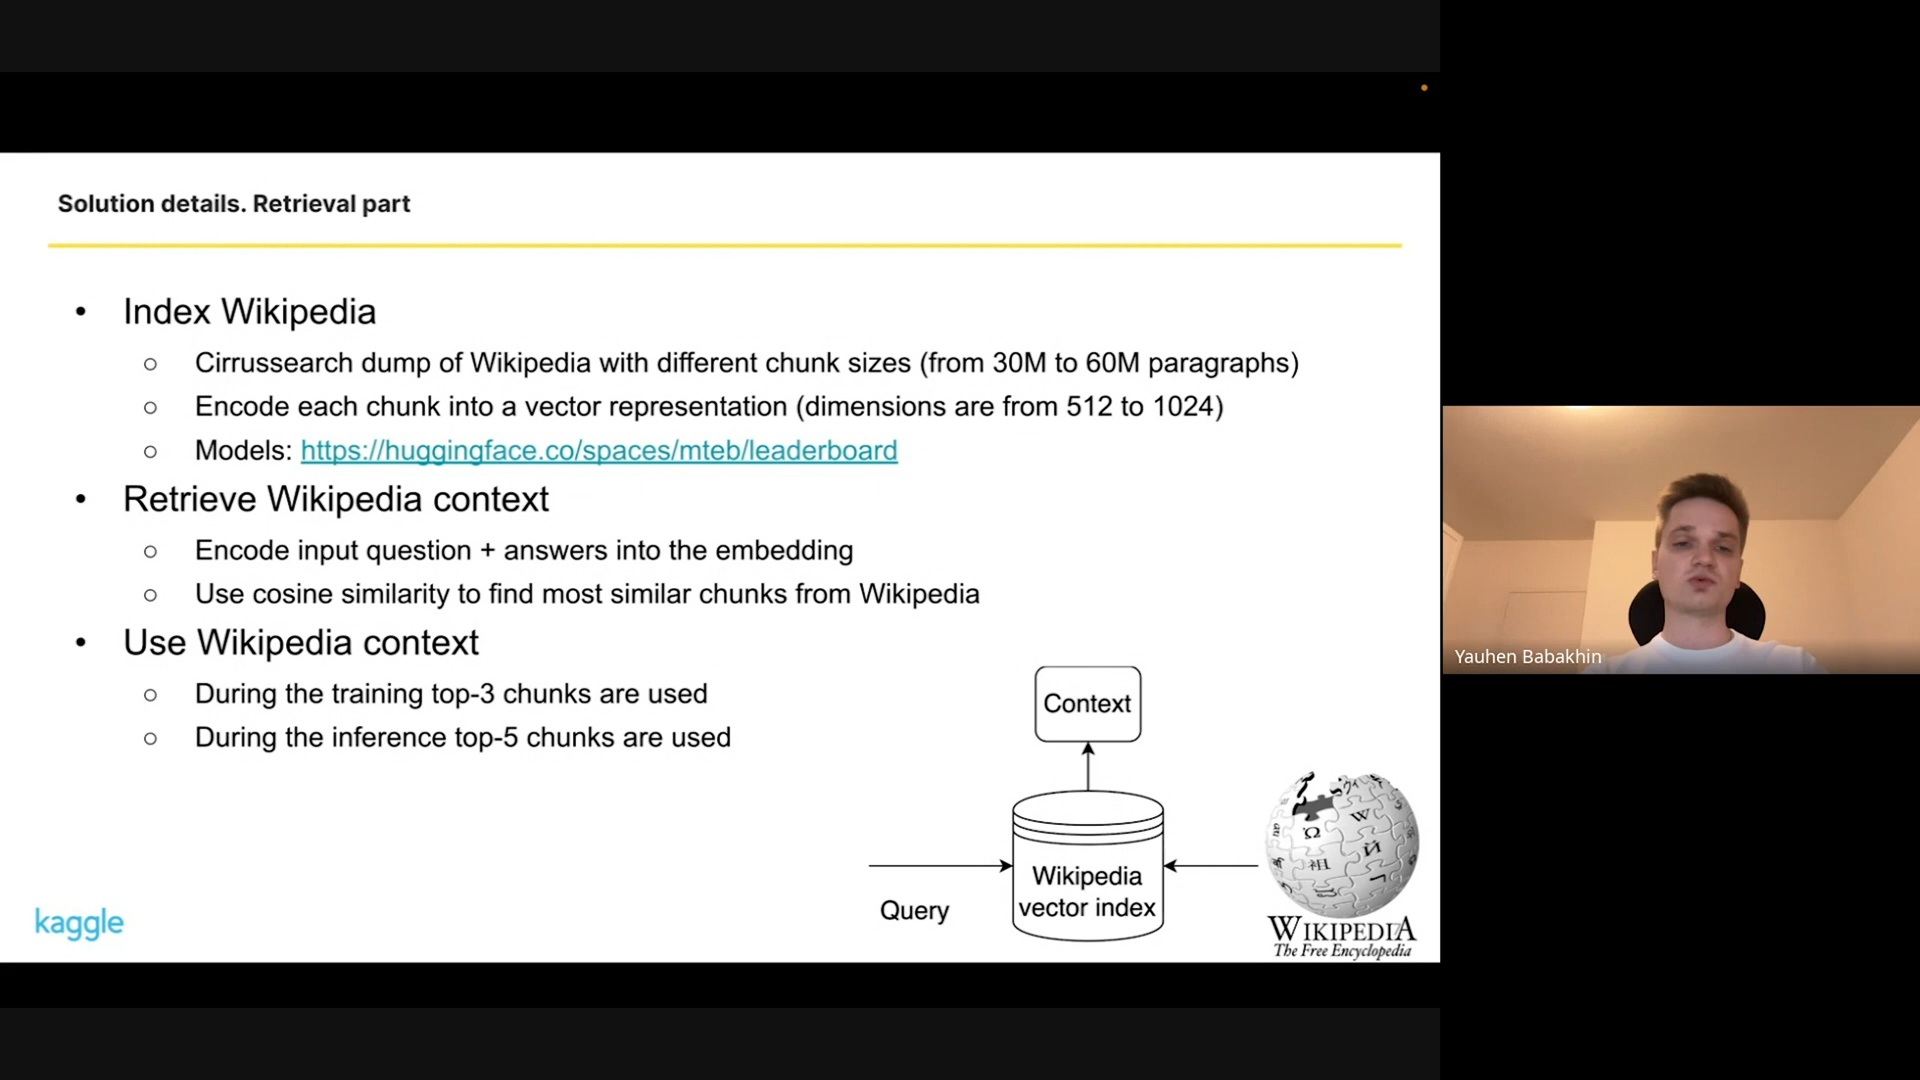 Solution details. Retrieval part
• Index Wikipedia
○ Cirrussearch dump of Wikipedia with different chunk sizes (from 30M to 60M paragraphs)
○ Encode each chunk into a vector representation (dimensions are from 512 to 1024)
○ Models: https://huggingface.co/spaces/mteb/leaderboard
• Retrieve Wikipedia context
○ Encode input question + answers into the embedding
○ Use cosine similarity to find most similar chunks from Wikipedia
• Use Wikipedia context
○ During the training top-3 chunks are used
○ During the inference top-5 chunks are used
Context
Wikipedia
vector index
Query
Ω
W
И
祖
WIKIPEDIA
The Free Encyclopedia
kaggle
Yauhen Babakhin